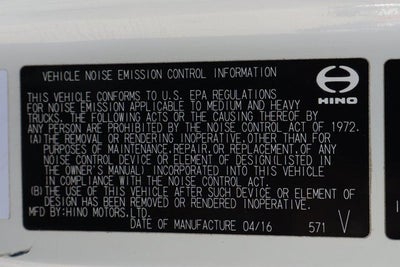 VEHICLE NOISE EMISSION CONTROL INFORMATION
HINO
THIS VEHICLE CONFORMS TO U.S. EPA REGULATIONS
FOR NOISE EMISSION APPLICABLE TO MEDIUM AND HEAVY
TRUCKS. THE FOLLOWING ACTS OR THE CAUSING THEREOF BY
ANY PERSON ARE PROHIBITED BY THE NOISE CONTROL ACT OF 1972.
(A) THE REMOVAL OR RENDERING INOPERATIVE, OTHER THAN FOR
PURPOSES OF MAINTENANCE, REPAIR, OR REPLACEMENT, OF ANY
NOISE CONTROL DEVICE OR ELEMENT OF DESIGN (LISTED IN
THE OWNER'S MANUAL) INCORPORATED INTO THIS VEHICLE
IN COMPLIANCE WITH THE NOISE CONTROL ACT.
(B) THE USE OF THIS VEHICLE AFTER SUCH DEVICE OR ELEMENT OF
DESIGN HAS BEEN REMOVED OR RENDERED INOPERATIVE.
MFD BY: HINO MOTORS, LTD.
DATE OF MANUFACTURE 04/16 571 V